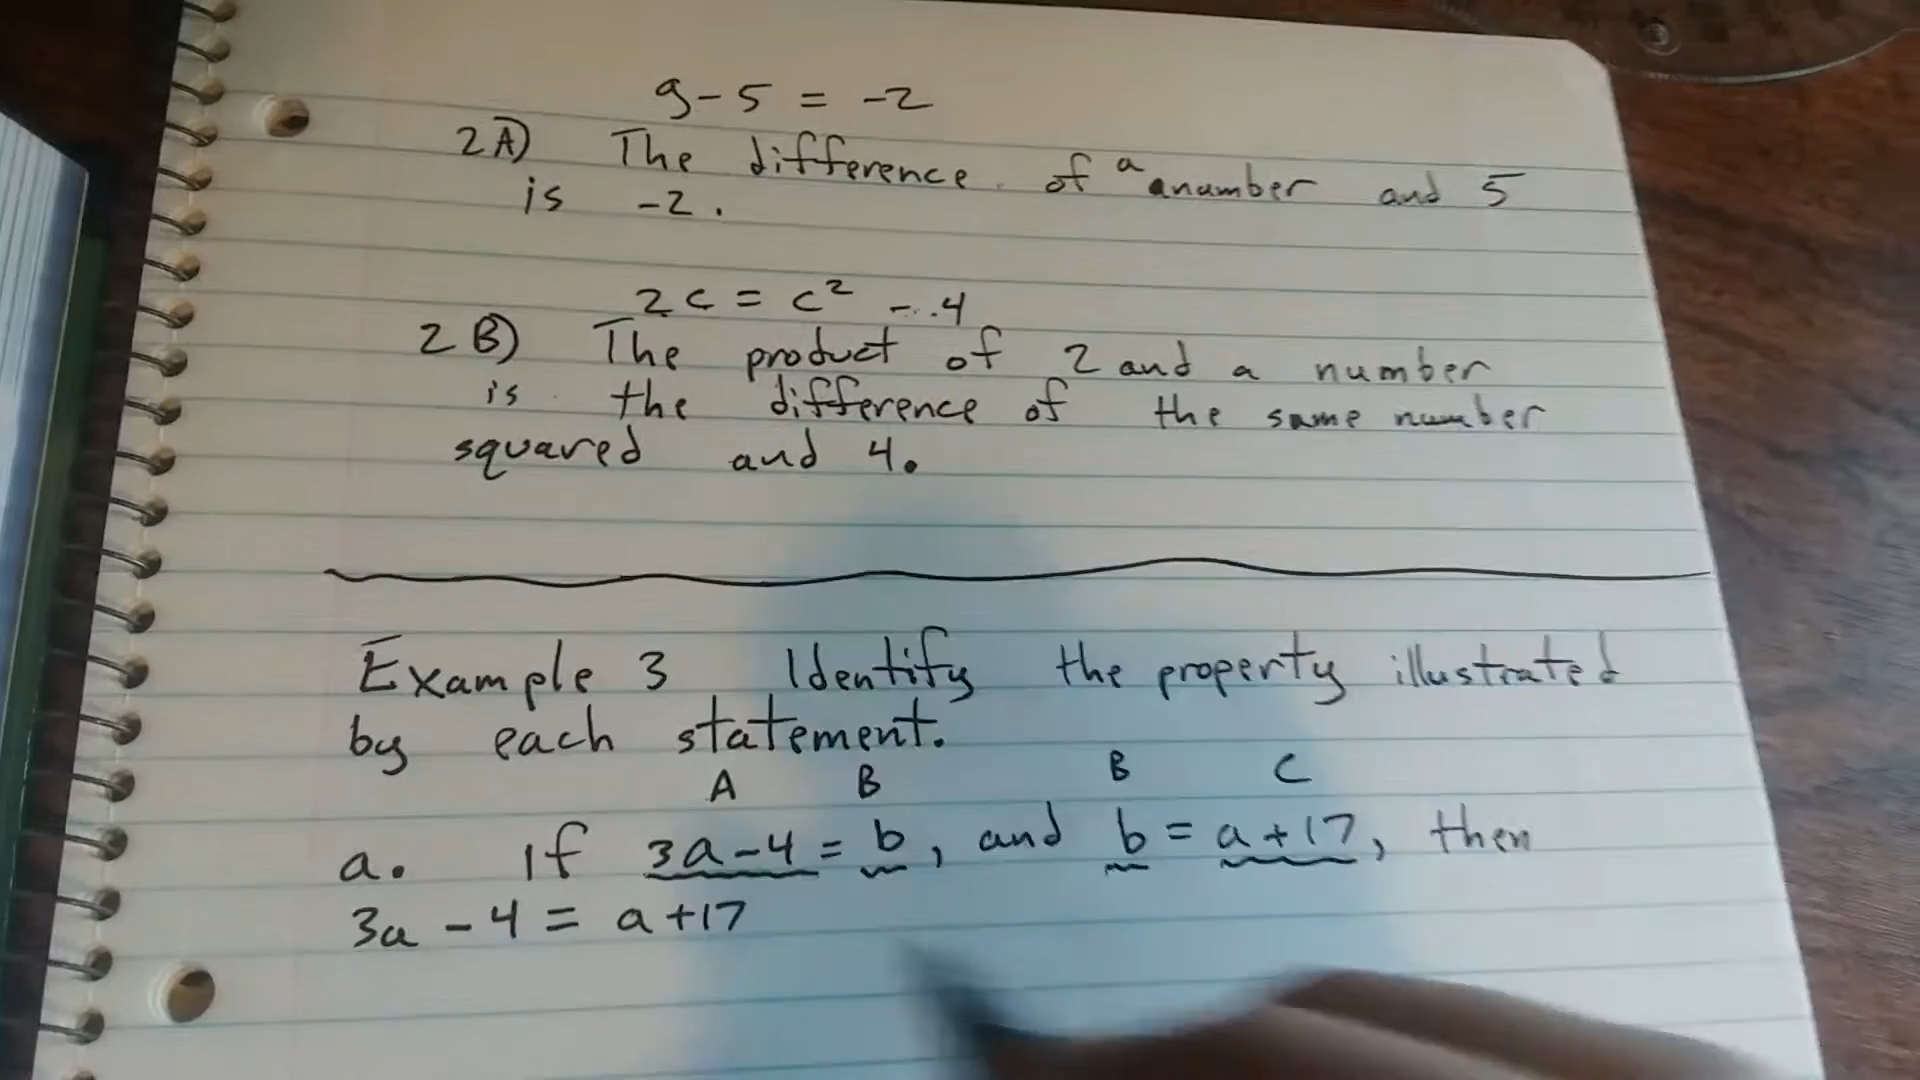 g - 5 = -2
2A) The difference of a anumber and 5
is -2.
2c = c² - 4
2B) The product of 2 and a number
is the difference of the same number
squared and 4.
Example 3 Identify the property illustrated
by each statement.
A B B C
a. If 3a-4 = b, and b = a+17, then
3a - 4 = a+17